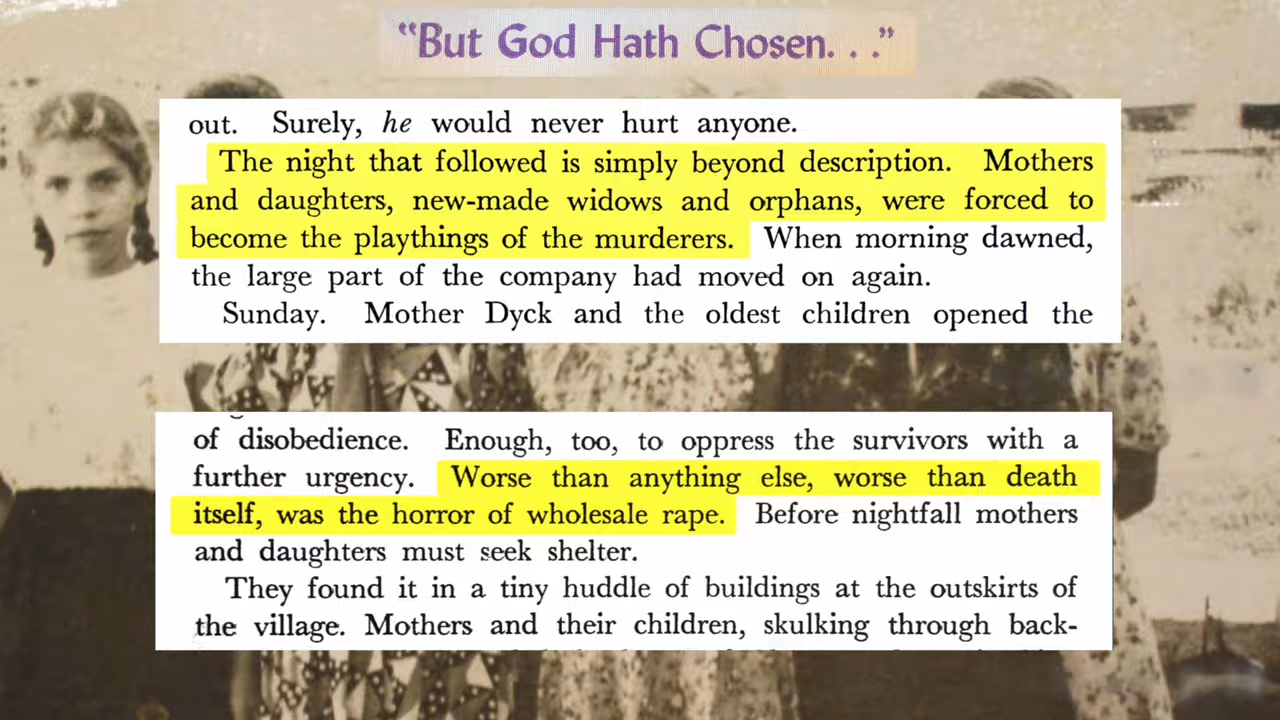 “But God Hath Chosen. . .”
out. Surely, he would never hurt anyone.
The night that followed is simply beyond description. Mothers
and daughters, new-made widows and orphans, were forced to
become the playthings of the murderers. When morning dawned,
the large part of the company had moved on again.
Sunday. Mother Dyck and the oldest children opened the
of disobedience. Enough, too, to oppress the survivors with a
further urgency. Worse than anything else, worse than death
itself, was the horror of wholesale rape. Before nightfall mothers
and daughters must seek shelter.
They found it in a tiny huddle of buildings at the outskirts of
the village. Mothers and their children, skulking through back-